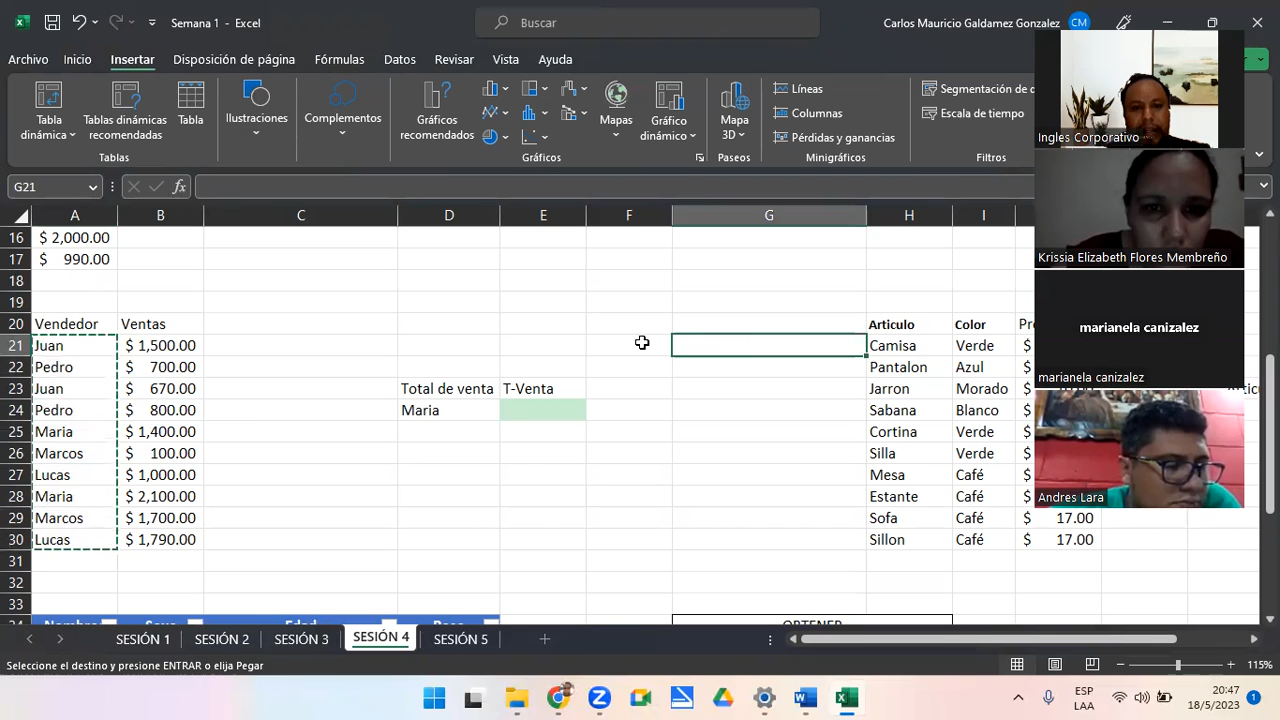 Semana 1 - Excel
Buscar
Carlos Mauricio Galdamez Gonzalez
CM
Archivo Inicio Insertar Disposición de página Fórmulas Datos Revisar Vista Ayuda
Tabla dinámica
Tablas dinámicas recomendadas
Tabla
Ilustraciones
Complementos
Gráficos recomendados
Mapas
Gráfico dinámico
Mapa 3D
Líneas
Columnas
Pérdidas y ganancias
Segmentación de d
Escala de tiempo
Tablas Gráficos Paseos Minigráficos Filtros
G21
fx
A B C D E F G H I
16 $ 2,000.00
17 $ 990.00
18
19
20 Vendedor Ventas Articulo Color Pr
21 Juan $ 1,500.00 Camisa Verde $
22 Pedro $ 700.00 Pantalon Azul $
23 Juan $ 670.00 Total de venta T-Venta Jarron Morado $
24 Pedro $ 800.00 Maria Sabana Blanco $
25 Maria $ 1,400.00 Cortina Verde $
26 Marcos $ 100.00 Silla Verde $
27 Lucas $ 1,000.00 Mesa Café $
28 Maria $ 2,100.00 Estante Café $
29 Marcos $ 1,700.00 Sofa Café $ 17.00
30 Lucas $ 1,790.00 Sillon Café $ 17.00
31
32
33
OBTENER
Ingles Corporativo
Krissia Elizabeth Flores Membreño
marianela canizalez
marianela canizalez
Andres Lara
SESIÓN 1 SESIÓN 2 SESIÓN 3 SESIÓN 4 SESIÓN 5
Seleccione el destino y presione ENTRAR o elija Pegar
115%
ESP
LAA
20:47
18/5/2023
1